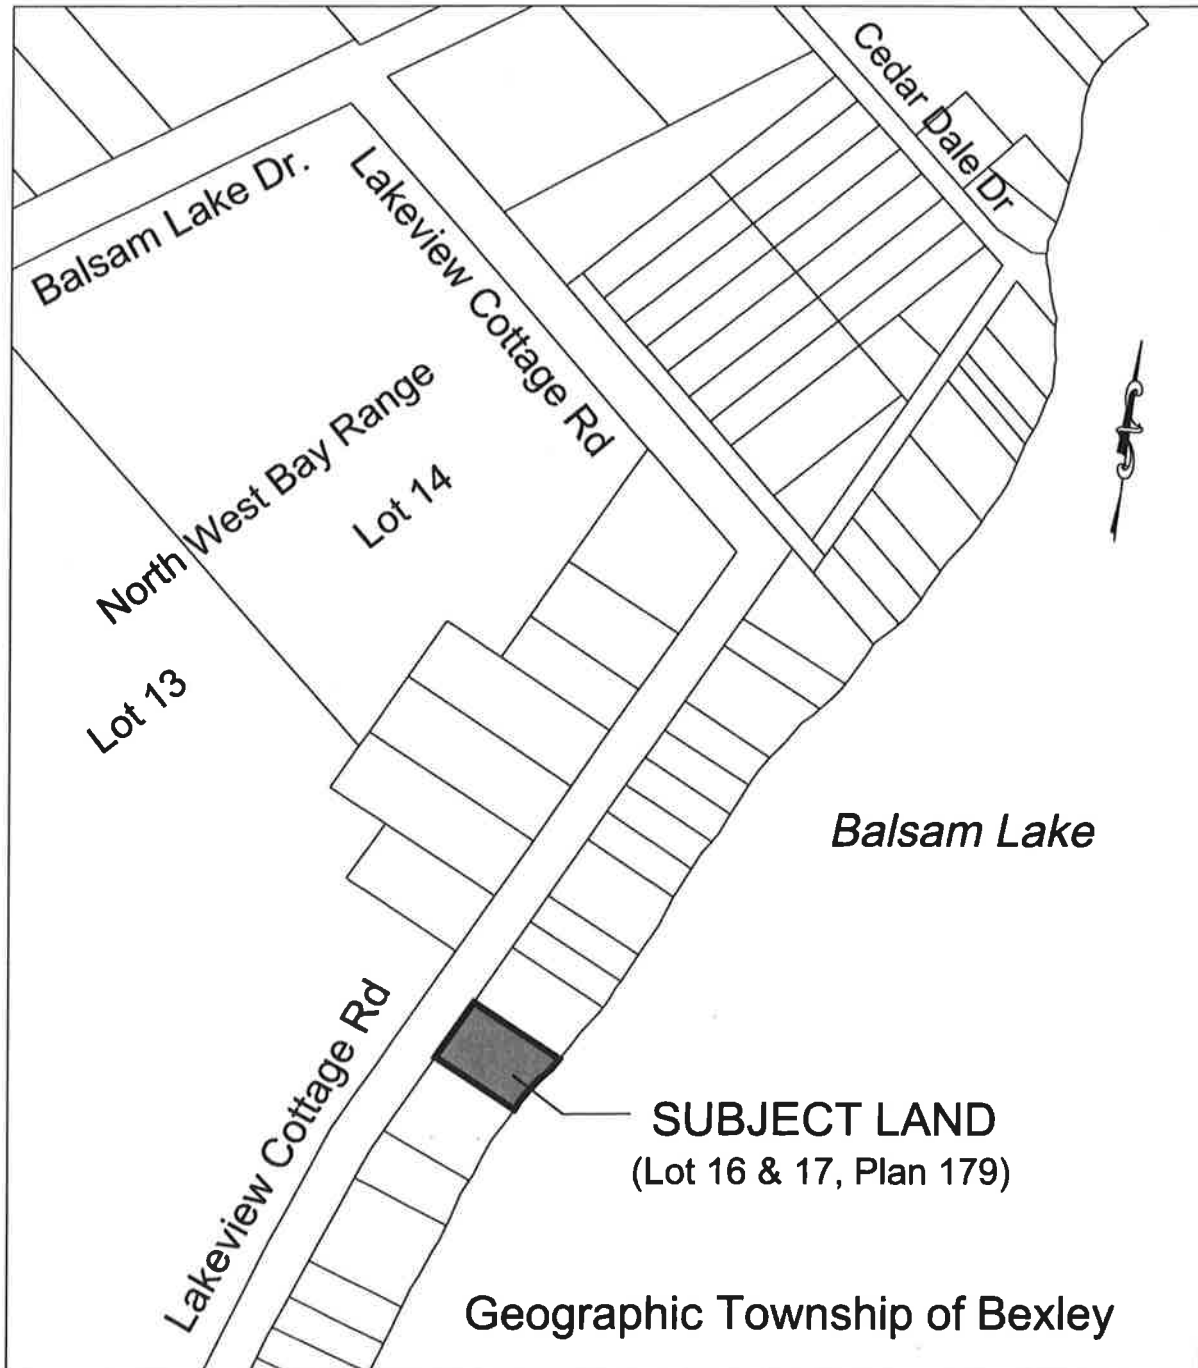 Cedar Dale Dr
Balsam Lake Dr.
Lakeview Cottage Rd
North West Bay Range
Lot 14
Lot 13
Balsam Lake
Lakeview Cottage Rd
SUBJECT LAND
(Lot 16 & 17, Plan 179)
Geographic Township of Bexley